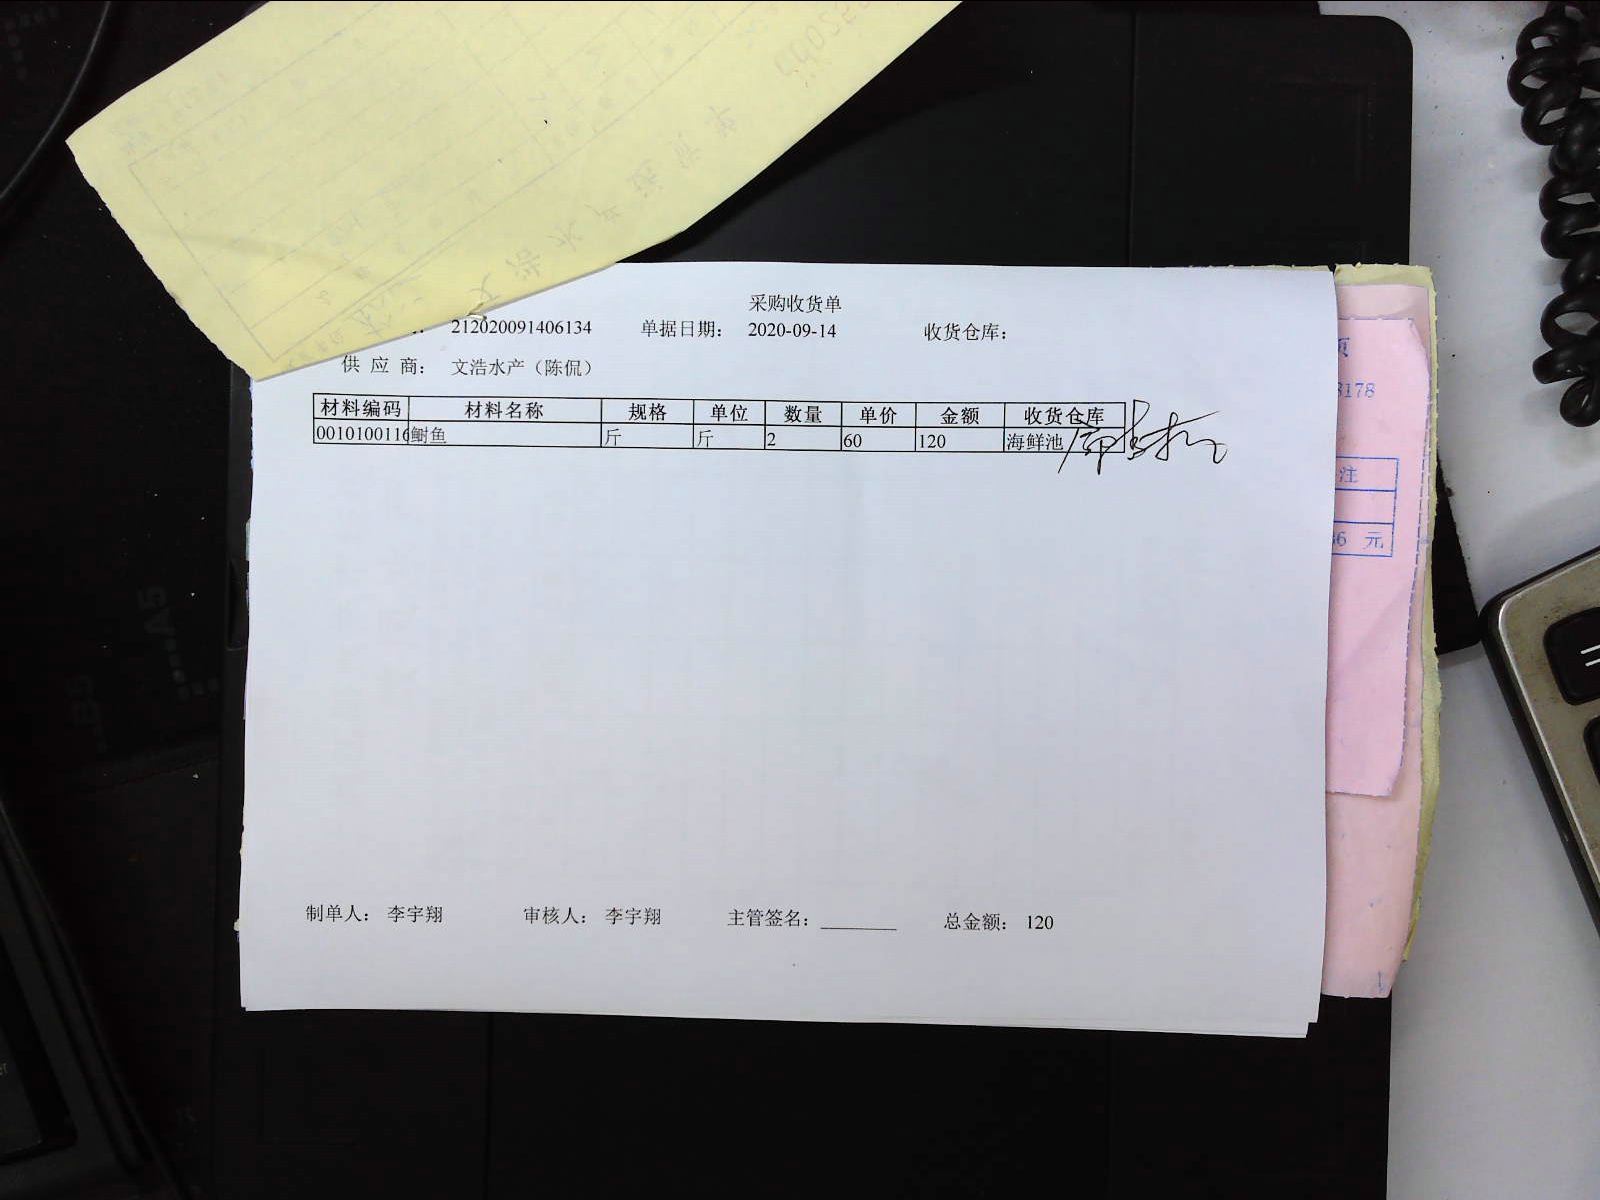 采购收货单
212020091406134 单据日期： 2020-09-14 收货仓库：
供 应 商： 文浩水产（陈侃）
材料编码 材料名称 规格 单位 数量 单价 金额 收货仓库
0010100116 鲥鱼 斤 斤 2 60 120 海鲜池
制单人： 李宇翔 审核人： 李宇翔 主管签名： 总金额： 120
页
8178
注
元